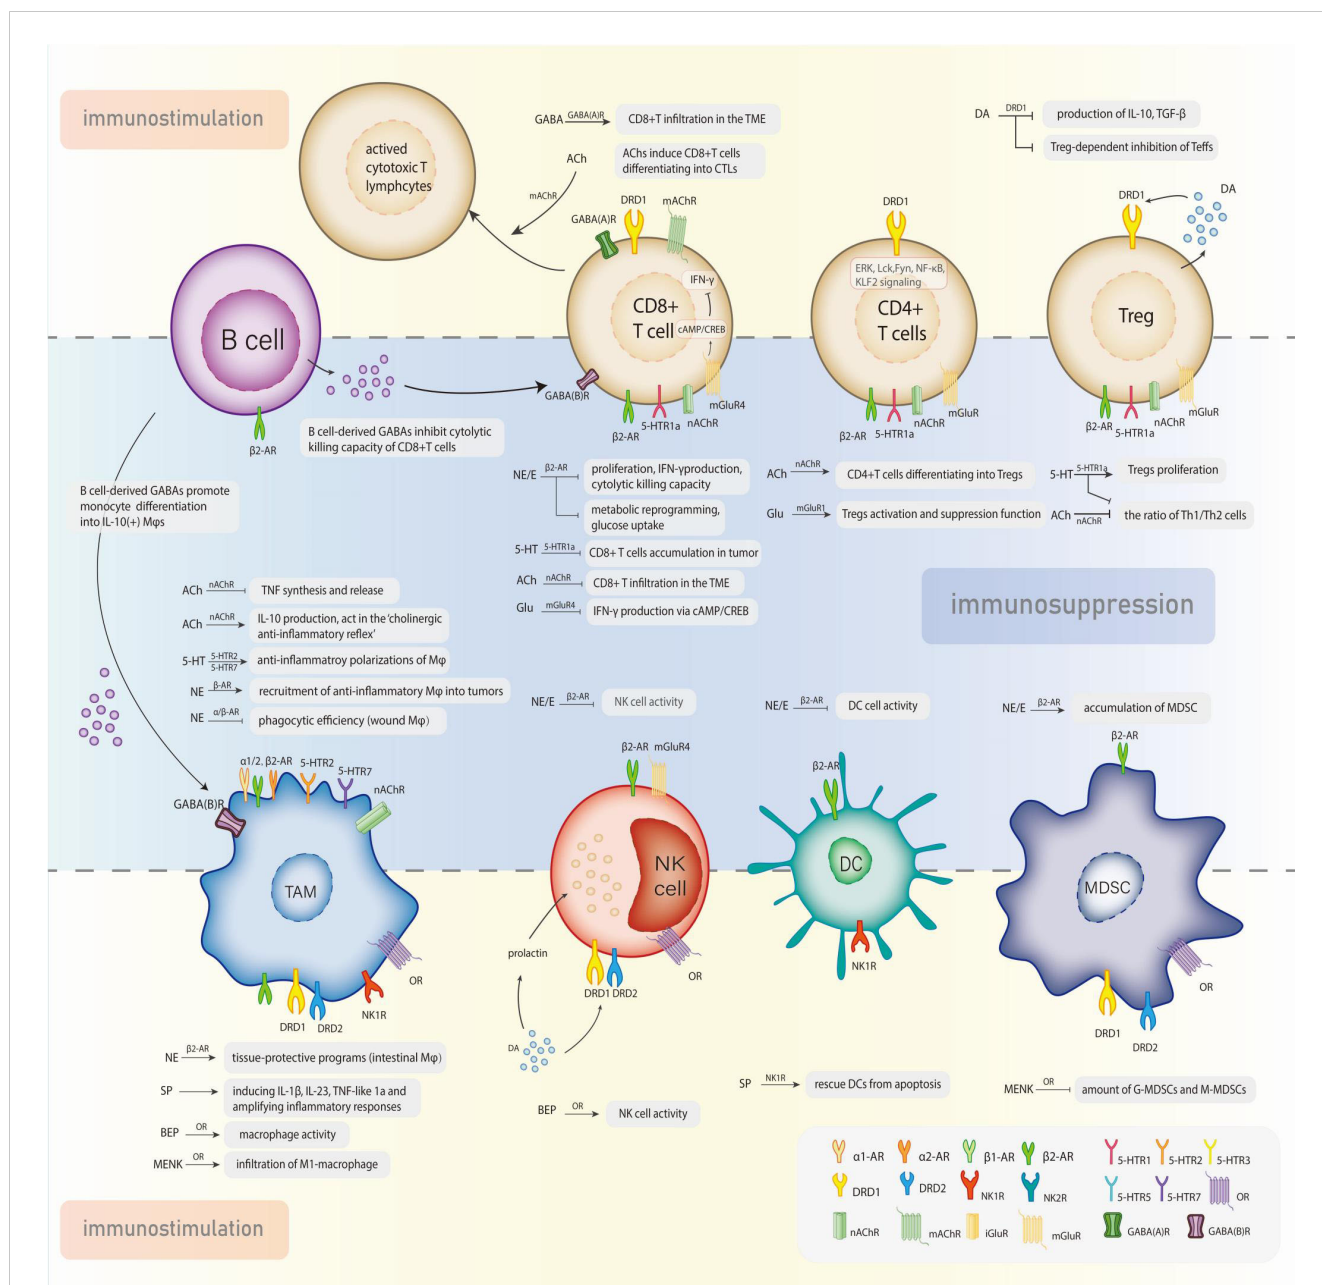 immunostimulation
actived
cytotoxic T
lymphcytes
GABA GABA(A)R CD8+T infiltration in the TME
ACh
mAChR
AChs induce CD8+T cells
differentiating into CTLs
DA DRD1 production of IL-10, TGF-β
Treg-dependent inhibition of Teffs
GABA(A)R
DRD1
mAChR
IFN-γ
CD8+
T cell
cAMP/CREB
GABA(B)R
β2-AR
5-HTR1a
nAChR
mGluR4
DRD1
ERK, Lck,Fyn, NF-κB,
KLF2 signaling
CD4+
T cells
β2-AR
5-HTR1a
nAChR
mGluR
DRD1
DA
Treg
β2-AR
5-HTR1a
nAChR
mGluR
B cell
β2-AR
B cell-derived GABAs inhibit cytolytic
killing capacity of CD8+T cells
B cell-derived GABAs promote
monocyte differentiation
into IL-10(+) Mφs
NE/E β2-AR proliferation, IFN-γproduction,
cytolytic killing capacity
metabolic reprogramming,
glucose uptake
5-HT 5-HTR1a CD8+ T cells accumulation in tumor
ACh nAChR CD8+ T infiltration in the TME
Glu mGluR4 IFN-γ production via cAMP/CREB
ACh nAChR CD4+T cells differentiating into Tregs
Glu mGluR1 Tregs activation and suppression function
5-HT 5-HTR1a Tregs proliferation
ACh nAChR the ratio of Th1/Th2 cells
immunosuppression
ACh nAChR TNF synthesis and release
ACh nAChR IL-10 production, act in the ‘cholinergic
anti-inflammatory reflex’
5-HT 5-HTR2 5-HTR7 anti-inflammatroy polarizations of Mφ
NE β-AR recruitment of anti-inflammatory Mφ into tumors
NE α/β-AR phagocytic efficiency (wound Mφ)
NE/E β2-AR NK cell activity
NE/E β2-AR DC cell activity
NE/E β2-AR accumulation of MDSC
α1/2, β2-AR
5-HTR2
5-HTR7
nAChR
GABA(B)R
TAM
OR
NK1R
DRD2
DRD1
β2-AR mGluR4
NK
cell
OR
DRD1 DRD2
prolactin
DA
β2-AR
DC
NK1R
β2-AR
MDSC
OR
DRD1
DRD2
NE β2-AR tissue-protective programs (intestinal Mφ)
SP inducing IL-1β, IL-23, TNF-like 1a and
amplifying inflammatory responses
BEP OR macrophage activity
MENK OR infiltration of M1-macrophage
BEP OR NK cell activity
SP NK1R rescue DCs from apoptosis
MENK OR amount of G-MDSCs and M-MDSCs
α1-AR α2-AR β1-AR β2-AR 5-HTR1 5-HTR2 5-HTR3
DRD1 DRD2 NK1R NK2R 5-HTR5 5-HTR7 OR
nAChR mAChR iGluR mGluR GABA(A)R GABA(B)R
immunostimulation